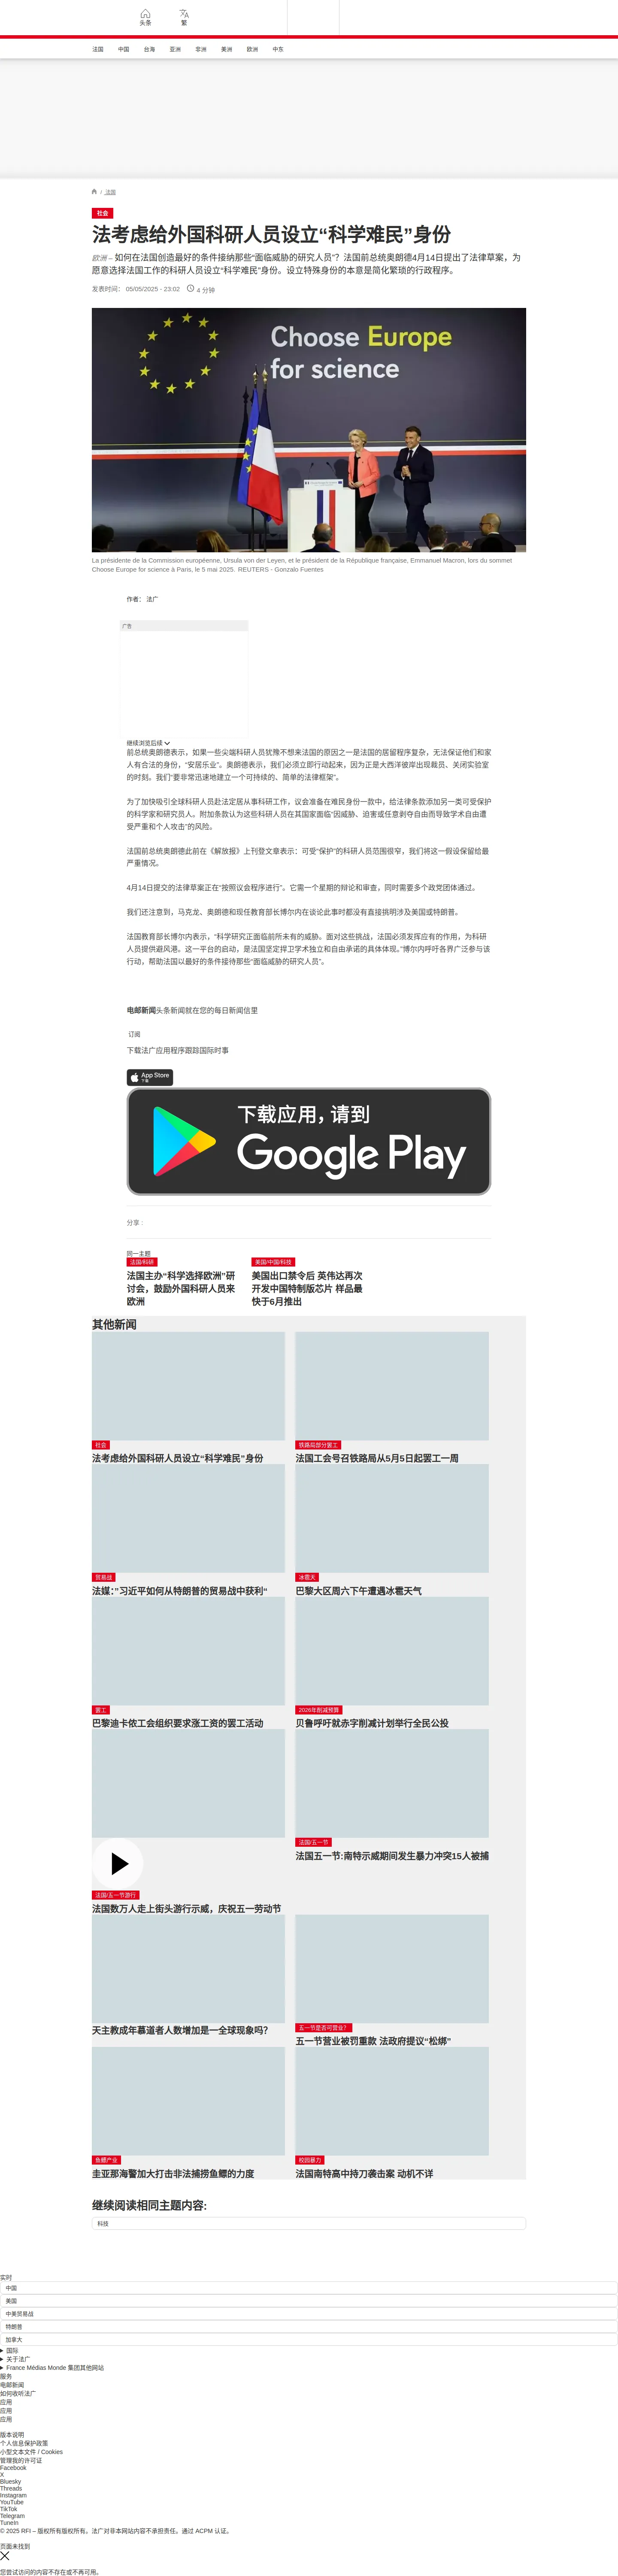 头条
繁
法国
中国
台海
亚洲
非洲
美洲
欧洲
中东
/ 法国
社会
法考虑给外国科研人员设立“科学难民”身份
欧洲 – 如何在法国创造最好的条件接纳那些“面临威胁的研究人员”？法国前总统奥朗德4月14日提出了法律草案，为
愿意选择法国工作的科研人员设立“科学难民”身份。设立特殊身份的本意是简化繁琐的行政程序。
发表时间： 05/05/2025 - 23:02
4 分钟
Choose Europe
for science
La présidente de la Commission européenne, Ursula von der Leyen, et le président de la République française, Emmanuel Macron, lors du sommet
Choose Europe for science à Paris, le 5 mai 2025. REUTERS - Gonzalo Fuentes
作者： 法广
广告
继续浏览后续
前总统奥朗德表示，如果一些尖端科研人员犹豫不想来法国的原因之一是法国的居留程序复杂，无法保证他们和家
人有合法的身份，“安居乐业”。奥朗德表示，我们必须立即行动起来，因为正是大西洋彼岸出现裁员、关闭实验室
的时刻。我们“要非常迅速地建立一个可持续的、简单的法律框架”。
为了加快吸引全球科研人员赴法定居从事科研工作，议会准备在难民身份一款中，给法律条款添加另一类可受保护
的科学家和研究员人。附加条款认为这些科研人员在其国家面临“因威胁、迫害或任意剥夺自由而导致学术自由遭
受严重和个人攻击”的风险。
法国前总统奥朗德此前在《解放报》上刊登文章表示：可受“保护”的科研人员范围很窄，我们将这一假设保留给最
严重情况。
4月14日提交的法律草案正在“按照议会程序进行”。它需一个星期的辩论和审查，同时需要多个政党团体通过。
我们还注意到，马克龙、奥朗德和现任教育部长博尔内在谈论此事时都没有直接挑明涉及美国或特朗普。
法国教育部长博尔内表示，“科学研究正面临前所未有的威胁。面对这些挑战，法国必须发挥应有的作用，为科研
人员提供避风港。这一平台的启动，是法国坚定捍卫学术独立和自由承诺的具体体现。”博尔内呼吁各界广泛参与该
行动，帮助法国以最好的条件接待那些“面临威胁的研究人员”。
电邮新闻头条新闻就在您的每日新闻信里
订阅
下载法广应用程序跟踪国际时事
App Store
下载
下载应用，请到
Google Play
分享 :
同一主题
法国/科研
法国主办“科学选择欧洲”研
讨会，鼓励外国科研人员来
欧洲
美国/中国/科技
美国出口禁令后 英伟达再次
开发中国特制版芯片 样品最
快于6月推出
其他新闻
社会
法考虑给外国科研人员设立“科学难民”身份
铁路局部分罢工
法国工会号召铁路局从5月5日起罢工一周
贸易战
法媒:”习近平如何从特朗普的贸易战中获利“
冰雹天
巴黎大区周六下午遭遇冰雹天气
罢工
巴黎迪卡侬工会组织要求涨工资的罢工活动
2026年削减预算
贝鲁呼吁就赤字削减计划举行全民公投
法国/五一节游行
法国数万人走上街头游行示威，庆祝五一劳动节
法国/五一节
法国五一节:南特示威期间发生暴力冲突15人被捕
天主教成年慕道者人数增加是一全球现象吗?
五一节是否可营业?
五一节营业被罚重款 法政府提议“松绑”
鱼鳔产业
圭亚那海警加大打击非法捕捞鱼鳔的力度
校园暴力
法国南特高中持刀袭击案 动机不详
继续阅读相同主题内容:
科技
实时
中国
美国
中美贸易战
特朗普
加拿大
国际
关于法广
France Médias Monde 集团其他网站
服务
电邮新闻
如何收听法广
应用
应用
应用
版本说明
个人信息保护政策
小型文本文件 / Cookies
管理我的许可证
Facebook
X
Bluesky
Threads
Instagram
YouTube
TikTok
Telegram
TuneIn
© 2025 RFI – 版权所有版权所有。法广对非本网站内容不承担责任。通过 ACPM 认证。
页面未找到
您尝试访问的内容不存在或不再可用。